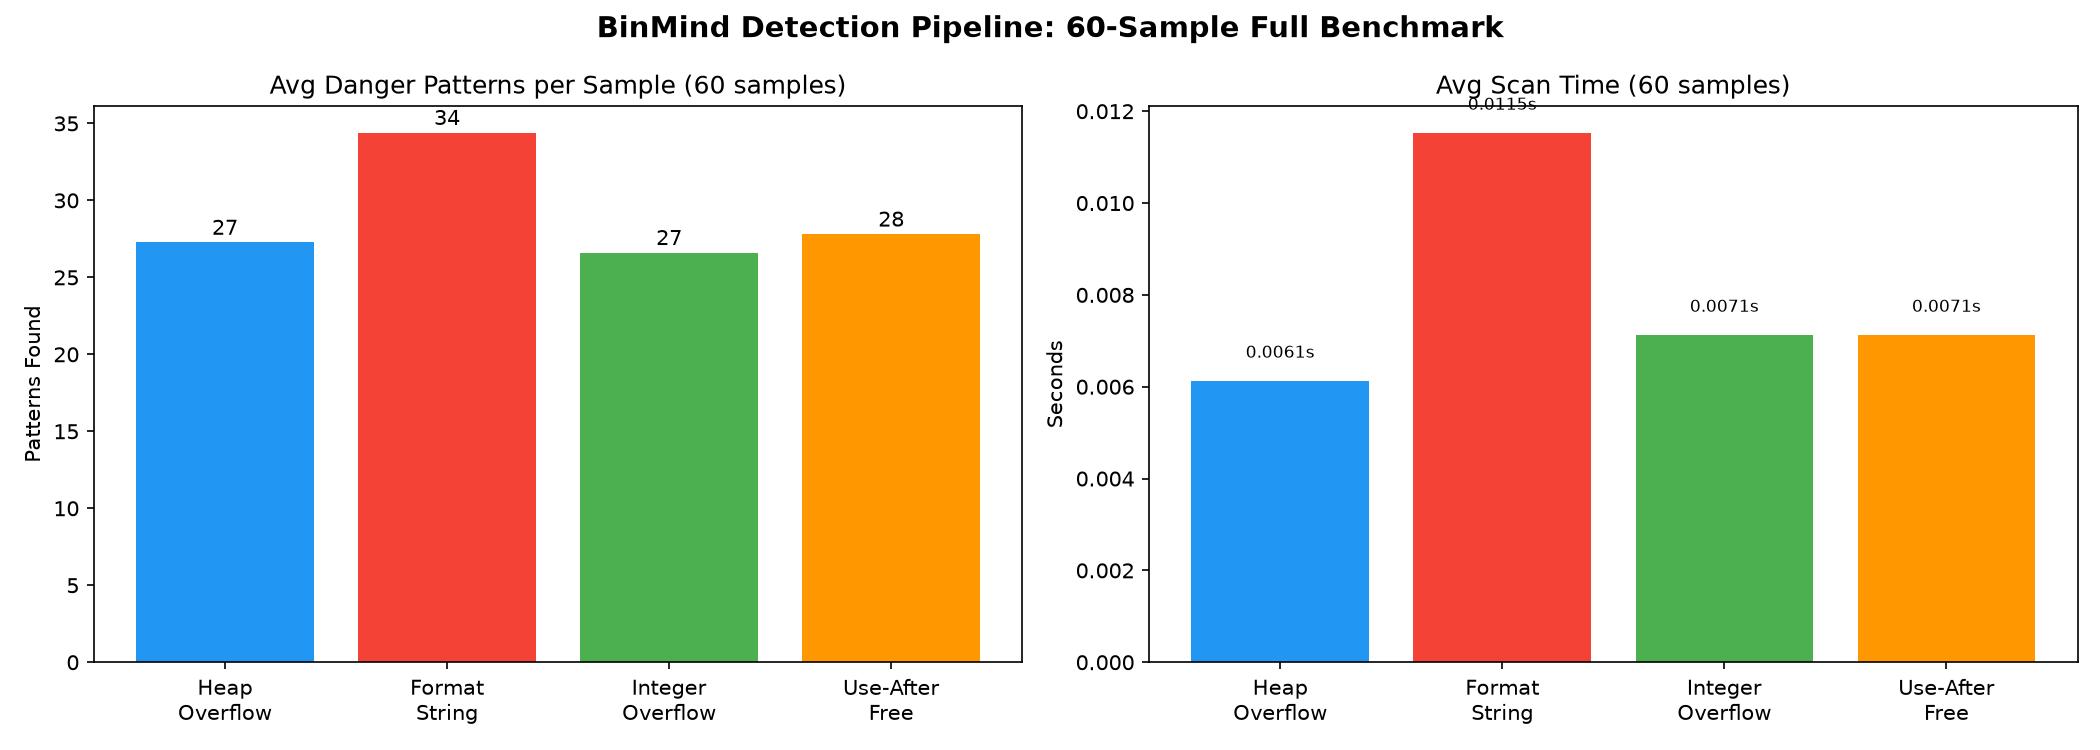 BinMind Detection Pipeline: 60-Sample Full Benchmark
Avg Danger Patterns per Sample (60 samples)
Patterns Found
35
30
25
20
15
10
5
0
27
34
27
28
Heap
Overflow
Format
String
Integer
Overflow
Use-After
Free
Avg Scan Time (60 samples)
Seconds
0.012
0.010
0.008
0.006
0.004
0.002
0.000
0.0061s
0.0115s
0.0071s
0.0071s
Heap
Overflow
Format
String
Integer
Overflow
Use-After
Free